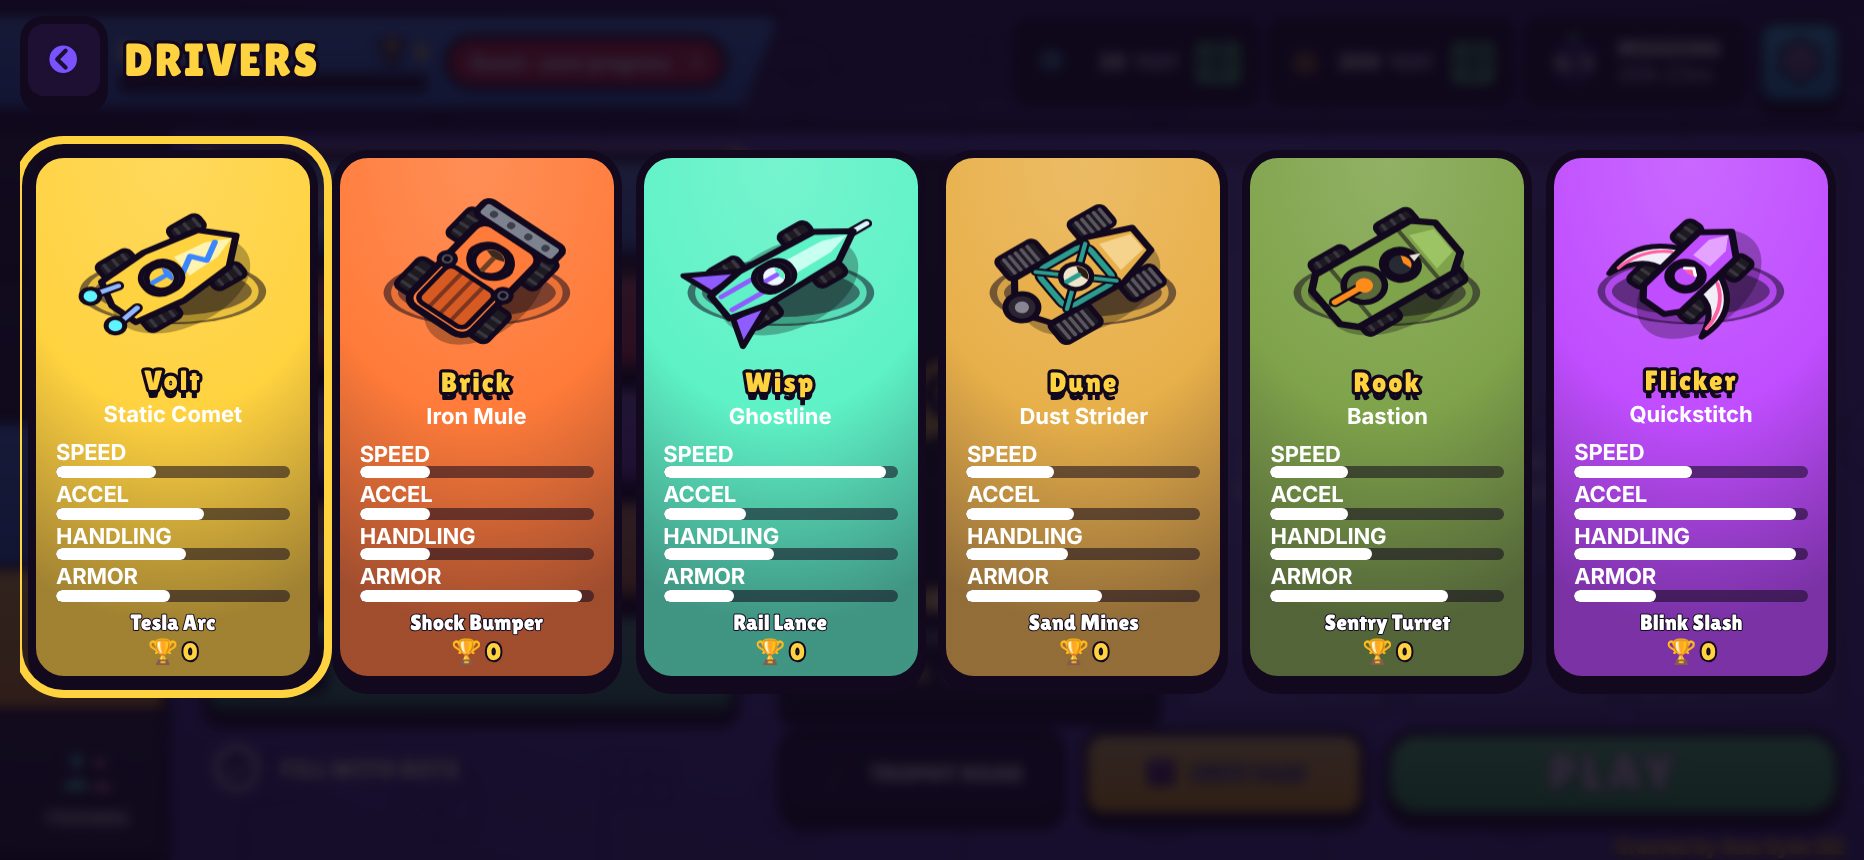 DRIVERS
Volt
Static Comet
SPEED
ACCEL
HANDLING
ARMOR
Tesla Arc
🏆 0
Brick
Iron Mule
SPEED
ACCEL
HANDLING
ARMOR
Shock Bumper
🏆 0
Wisp
Ghostline
SPEED
ACCEL
HANDLING
ARMOR
Rail Lance
🏆 0
Dune
Dust Strider
SPEED
ACCEL
HANDLING
ARMOR
Sand Mines
🏆 0
Rook
Bastion
SPEED
ACCEL
HANDLING
ARMOR
Sentry Turret
🏆 0
Flicker
Quickstitch
SPEED
ACCEL
HANDLING
ARMOR
Blink Slash
🏆 0
PLAY